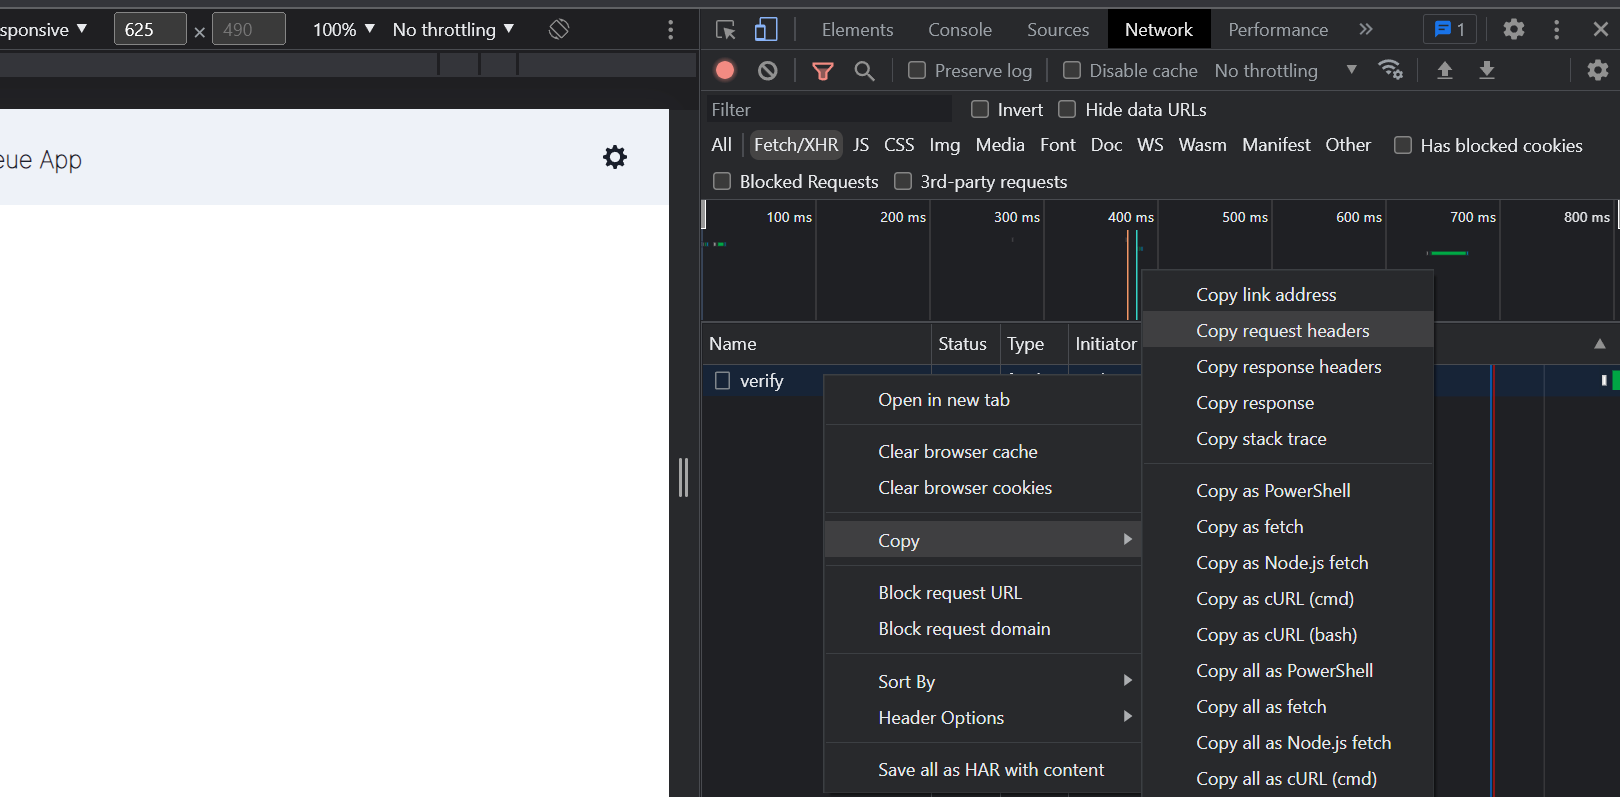 sponsive ▼ 625 × 490 100% ▼ No throttling ▼
Elements Console Sources Network Performance » 1
Preserve log Disable cache No throttling ▼
Filter Invert Hide data URLs
All Fetch/XHR JS CSS Img Media Font Doc WS Wasm Manifest Other Has blocked cookies
Blocked Requests 3rd-party requests
100 ms 200 ms 300 ms 400 ms 500 ms 600 ms 700 ms 800 ms
App
Name Status Type Initiator
verify
Open in new tab
Clear browser cache
Clear browser cookies
Copy
Block request URL
Block request domain
Sort By
Header Options
Save all as HAR with content
Copy link address
Copy request headers
Copy response headers
Copy response
Copy stack trace
Copy as PowerShell
Copy as fetch
Copy as Node.js fetch
Copy as cURL (cmd)
Copy as cURL (bash)
Copy all as PowerShell
Copy all as fetch
Copy all as Node.js fetch
Copy all as cURL (cmd)